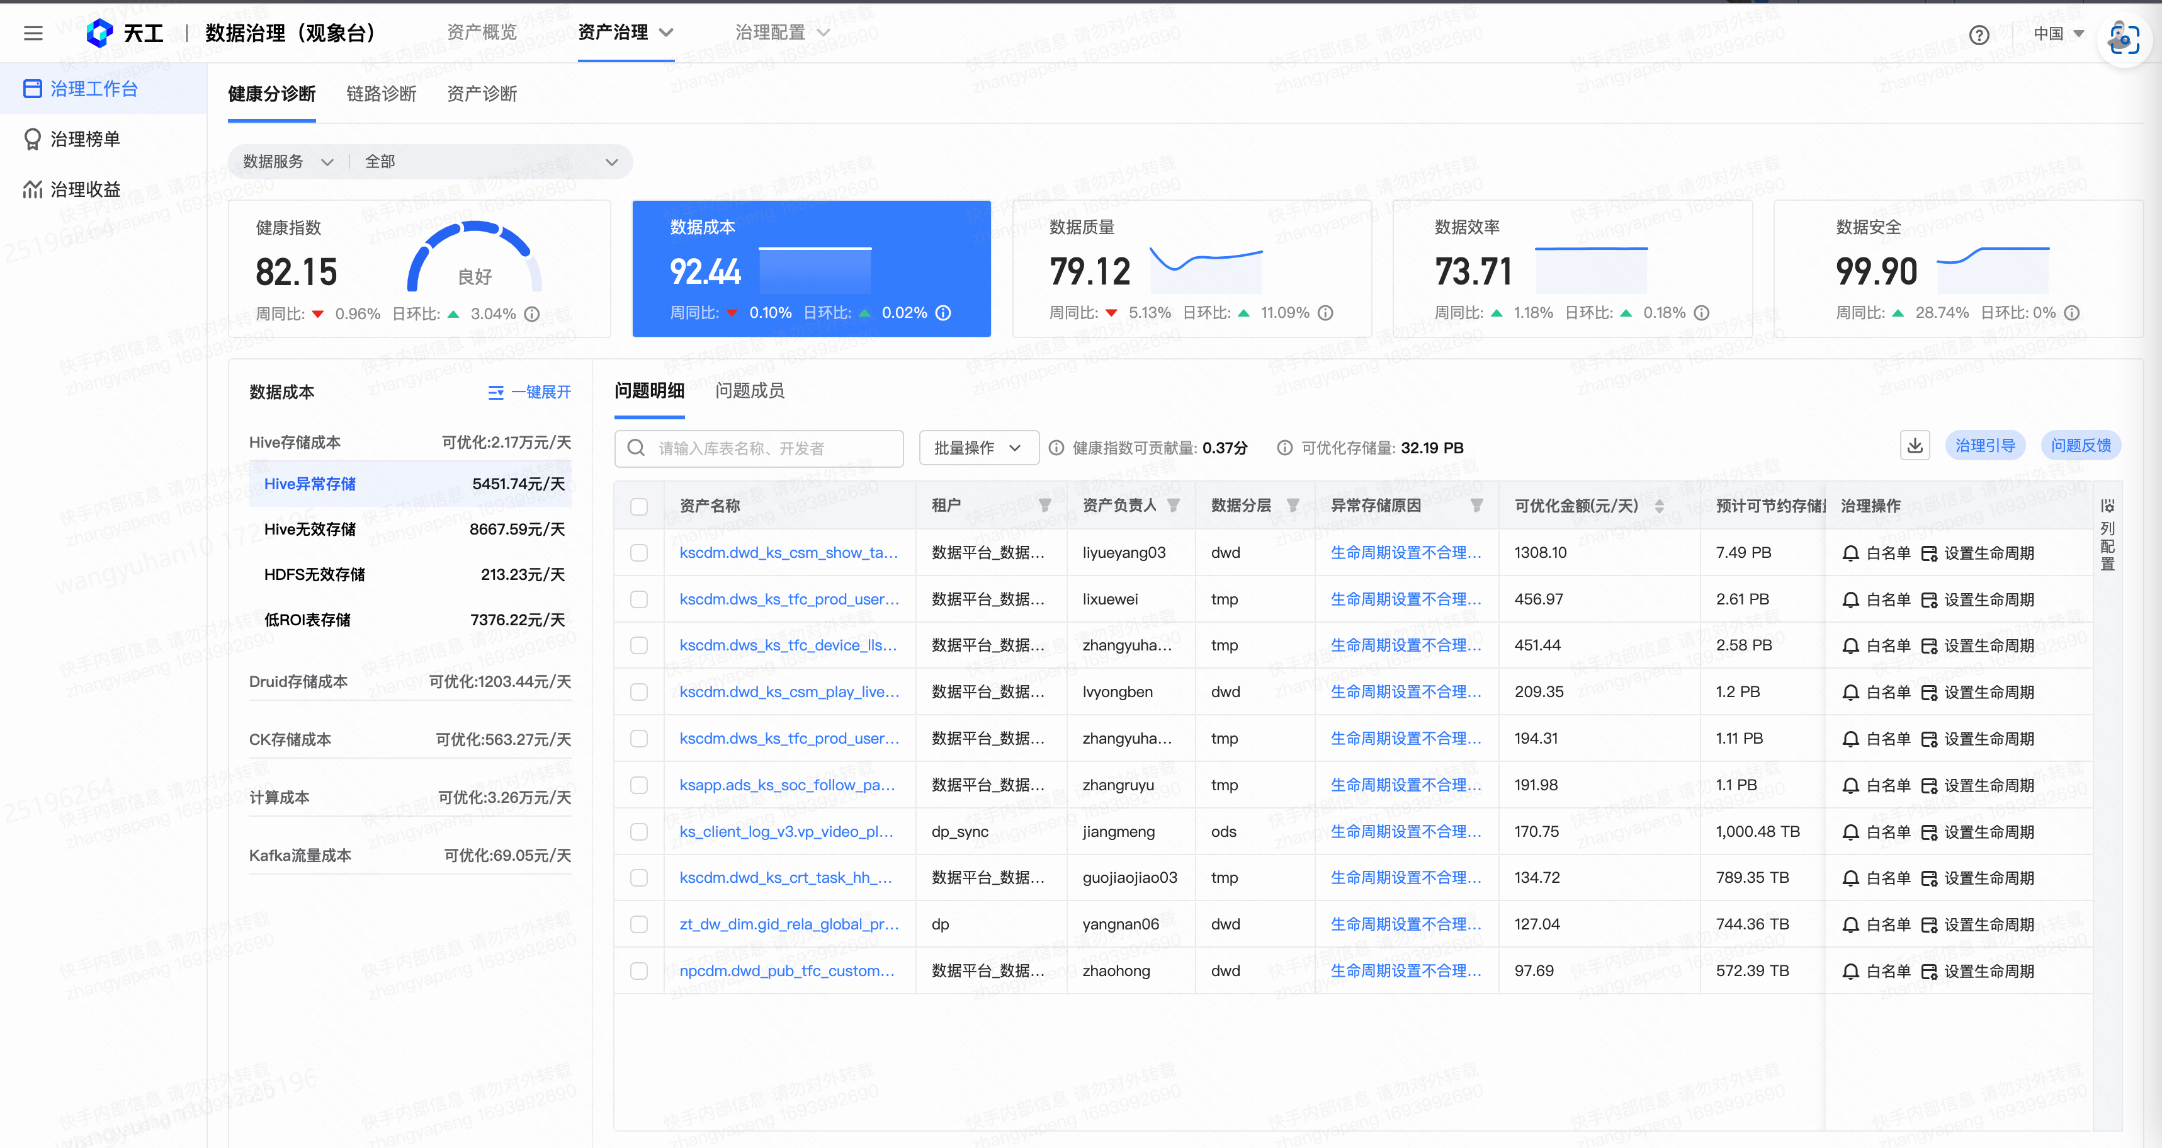 天工 | 数据治理（观象台） 资产概览 资产治理 治理配置 中国
治理工作台
治理榜单
治理收益
健康分诊断 链路诊断 资产诊断
数据服务 全部
健康指数
82.15
良好
周同比: 0.96% 日环比: 3.04%
数据成本
92.44
周同比: 0.10% 日环比: 0.02%
数据质量
79.12
周同比: 5.13% 日环比: 11.09%
数据效率
73.71
周同比: 1.18% 日环比: 0.18%
数据安全
99.90
周同比: 28.74% 日环比: 0%
数据成本 一键展开
Hive存储成本 可优化:2.17万元/天
Hive异常存储 5451.74元/天
Hive无效存储 8667.59元/天
HDFS无效存储 213.23元/天
低ROI表存储 7376.22元/天
Druid存储成本 可优化:1203.44元/天
CK存储成本 可优化:563.27元/天
计算成本 可优化:3.26万元/天
Kafka流量成本 可优化:69.05元/天
问题明细 问题成员
请输入库表名称、开发者 批量操作 健康指数可贡献量: 0.37分 可优化存储量: 32.19 PB 治理引导 问题反馈
资产名称 租户 资产负责人 数据分层 异常存储原因 可优化金额(元/天) 预计可节约存储 治理操作
kscdm.dwd_ks_csm_show_ta... 数据平台_数据... liyueyang03 dwd 生命周期设置不合理... 1308.10 7.49 PB 白名单 设置生命周期
kscdm.dws_ks_tfc_prod_user... 数据平台_数据... lixuewei tmp 生命周期设置不合理... 456.97 2.61 PB 白名单 设置生命周期
kscdm.dws_ks_tfc_device_lls... 数据平台_数据... zhangyuha... tmp 生命周期设置不合理... 451.44 2.58 PB 白名单 设置生命周期
kscdm.dwd_ks_csm_play_live... 数据平台_数据... lvyongben dwd 生命周期设置不合理... 209.35 1.2 PB 白名单 设置生命周期
kscdm.dws_ks_tfc_prod_user... 数据平台_数据... zhangyuha... tmp 生命周期设置不合理... 194.31 1.11 PB 白名单 设置生命周期
ksapp.ads_ks_soc_follow_pa... 数据平台_数据... zhangruyu tmp 生命周期设置不合理... 191.98 1.1 PB 白名单 设置生命周期
ks_client_log_v3.vp_video_pl... dp_sync jiangmeng ods 生命周期设置不合理... 170.75 1,000.48 TB 白名单 设置生命周期
kscdm.dwd_ks_crt_task_hh_... 数据平台_数据... guojiaojiao03 tmp 生命周期设置不合理... 134.72 789.35 TB 白名单 设置生命周期
zt_dw_dim.gid_rela_global_pr... dp yangnan06 dwd 生命周期设置不合理... 127.04 744.36 TB 白名单 设置生命周期
npcdm.dwd_pub_tfc_custom... 数据平台_数据... zhaohong dwd 生命周期设置不合理... 97.69 572.39 TB 白名单 设置生命周期
列配置
快手内部信息 请勿对外转载
zhangyapeng 1693992690